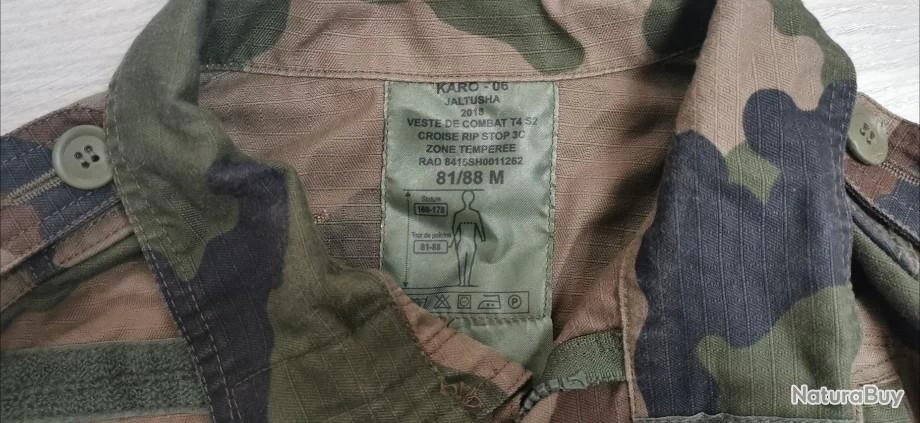 KARO - 06
JALTUSHA
2018
VESTE DE COMBAT T4 S2
CROISE RIP STOP 3C
ZONE TEMPEREE
RAD 8415SH0011262
81/88 M
Stature
168-178
Tour de poitrine
81-88
P
NaturaBuy